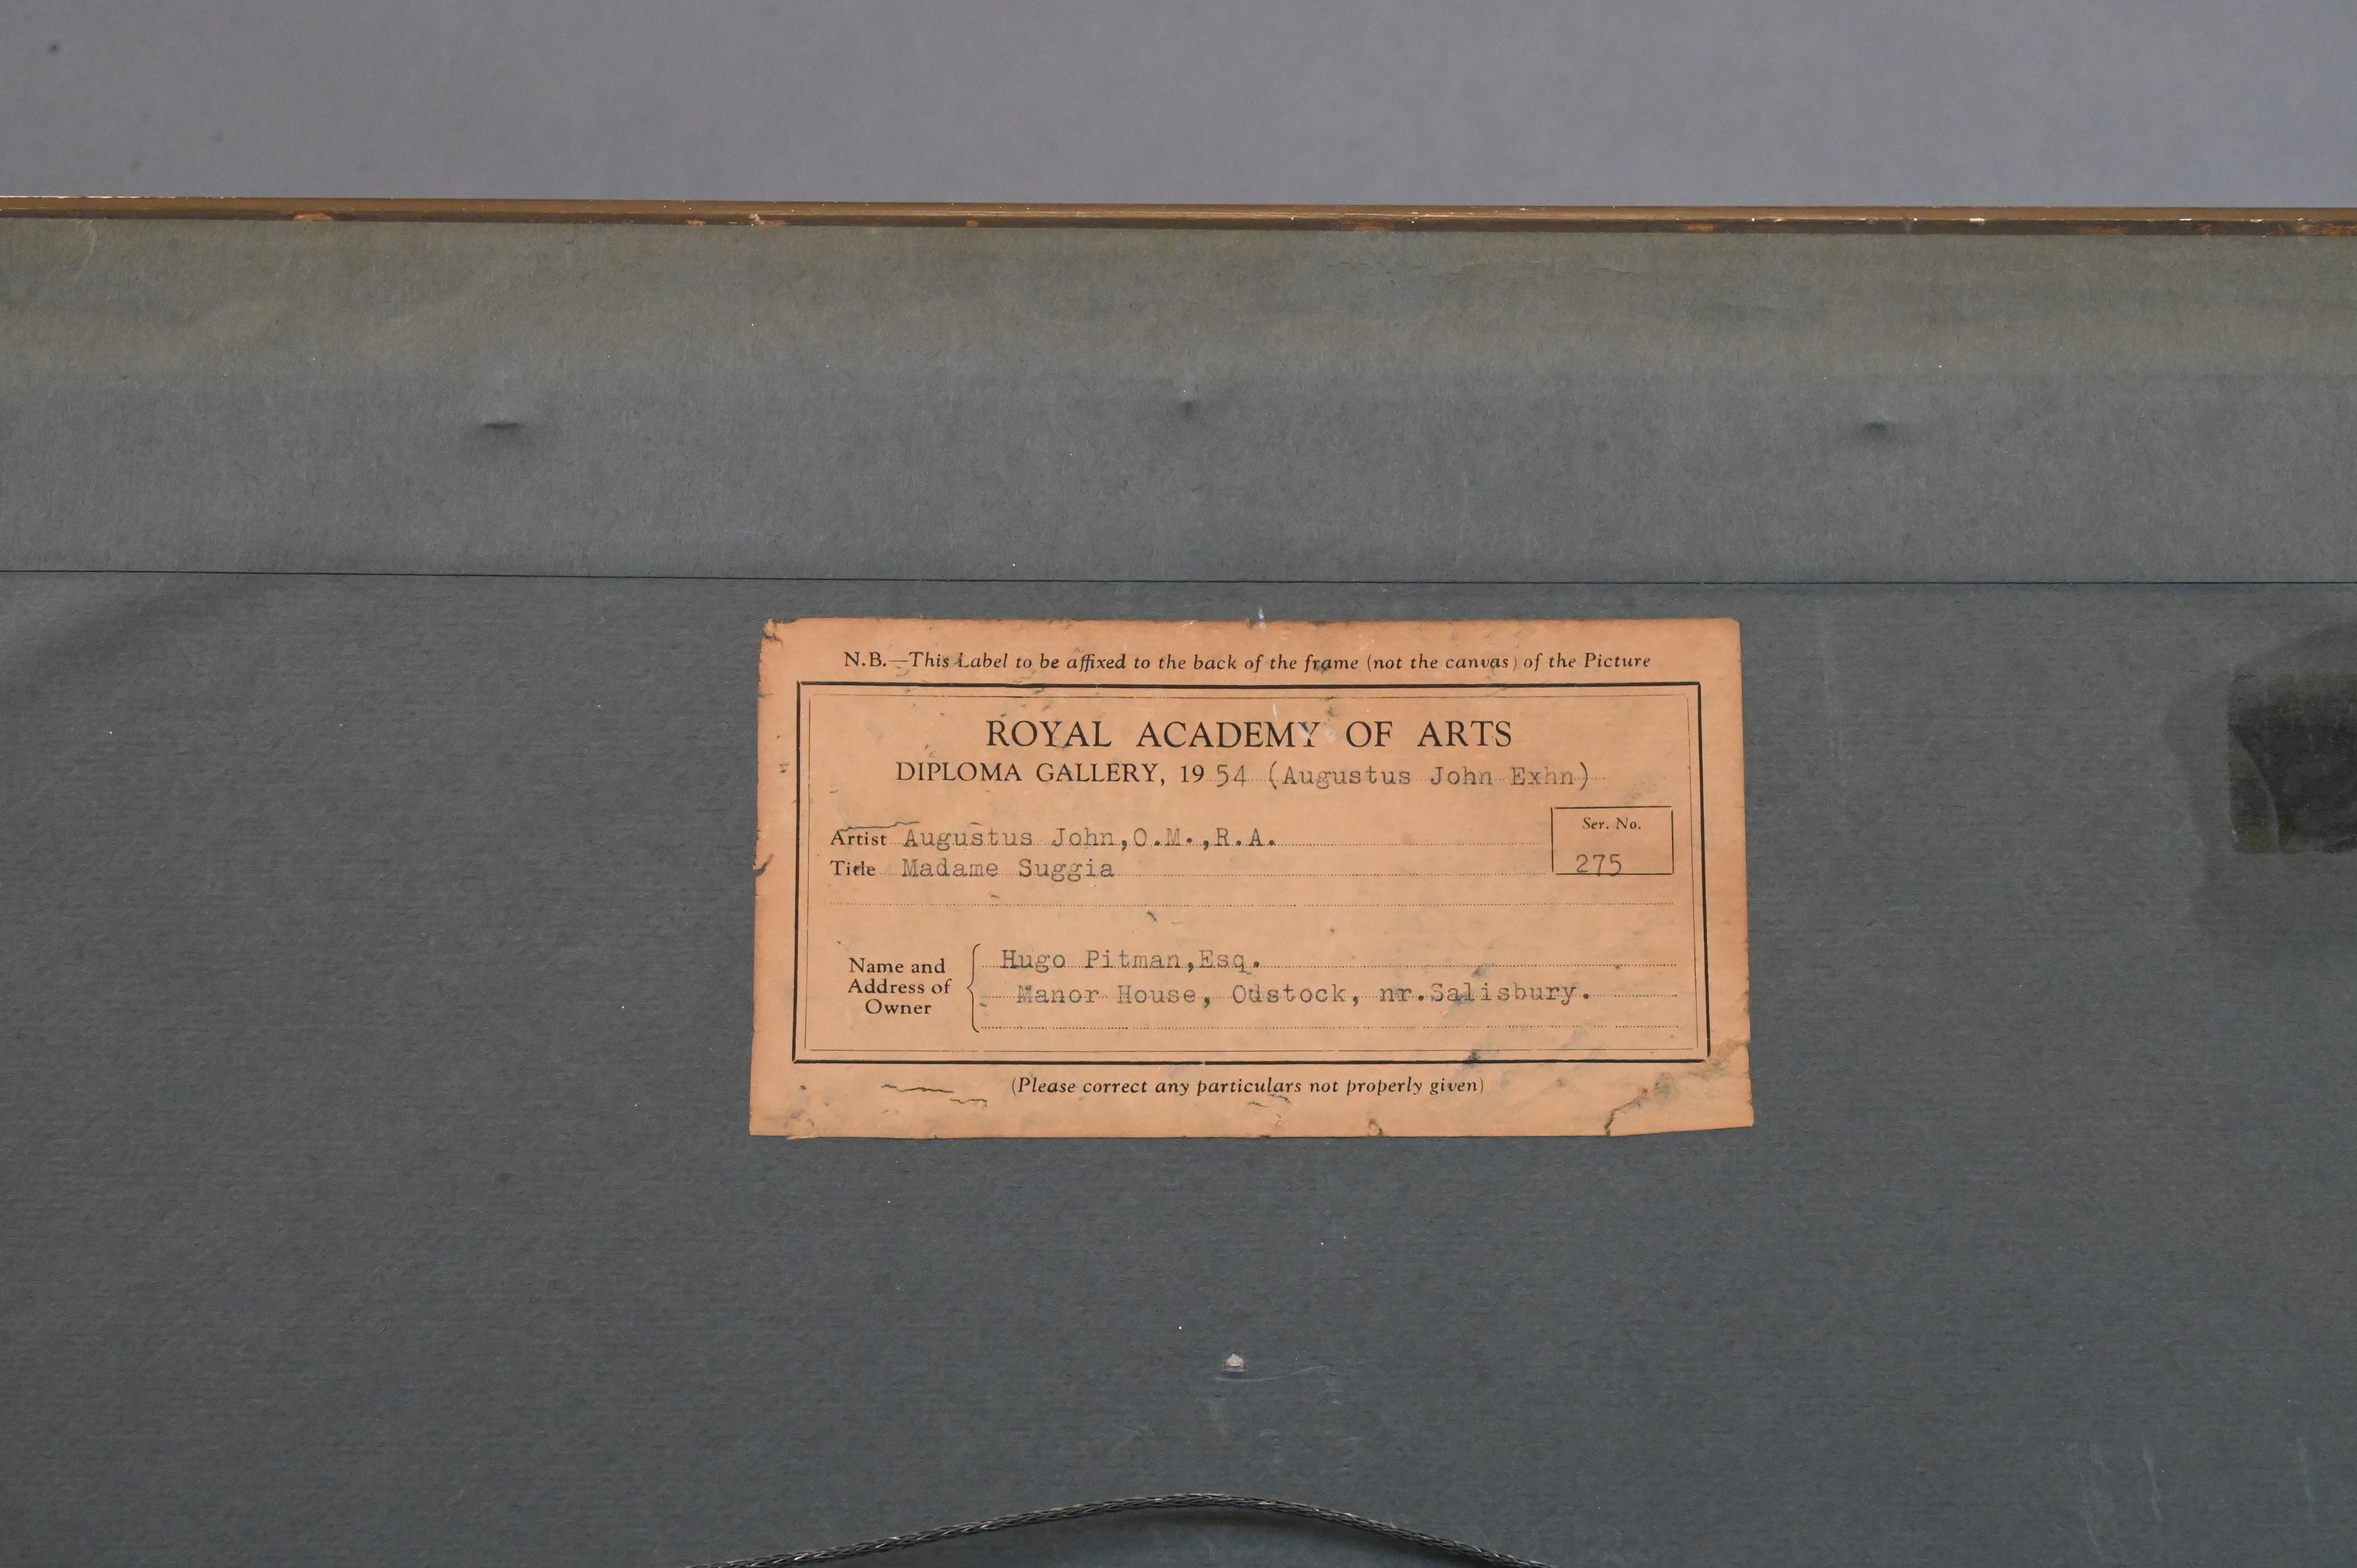 N.B.—This Label to be affixed to the back of the frame (not the canvas) of the Picture
ROYAL ACADEMY OF ARTS
DIPLOMA GALLERY, 1954 (Augustus John Exhn)
Artist Augustus John,O.M.,R.A.
Ser. No.
275
Title Madame Suggia
Name and Address of Owner
Hugo Pitman,Esq.
Manor House, Odstock, nr.Salisbury.
(Please correct any particulars not properly given)